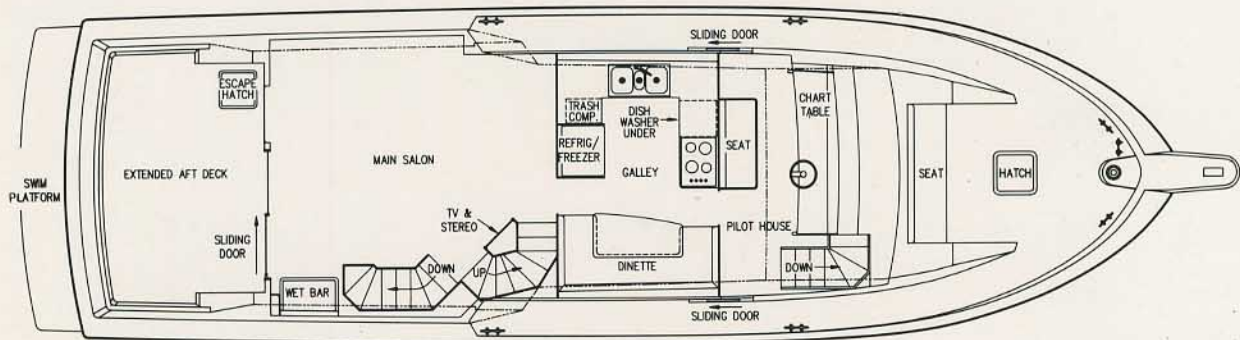 SLIDING DOOR
ESCAPE
HATCH
TRASH
COMP.
DISH
WASHER
UNDER
CHART
TABLE
REFRIG/
FREEZER
SEAT
MAIN SALON
GALLEY
EXTENDED AFT DECK
SEAT
HATCH
SWIM
PLATFORM
TV &
STEREO
PILOT HOUSE
SLIDING
DOOR
DOWN
UP
DINETTE
DOWN
WET BAR
SLIDING DOOR